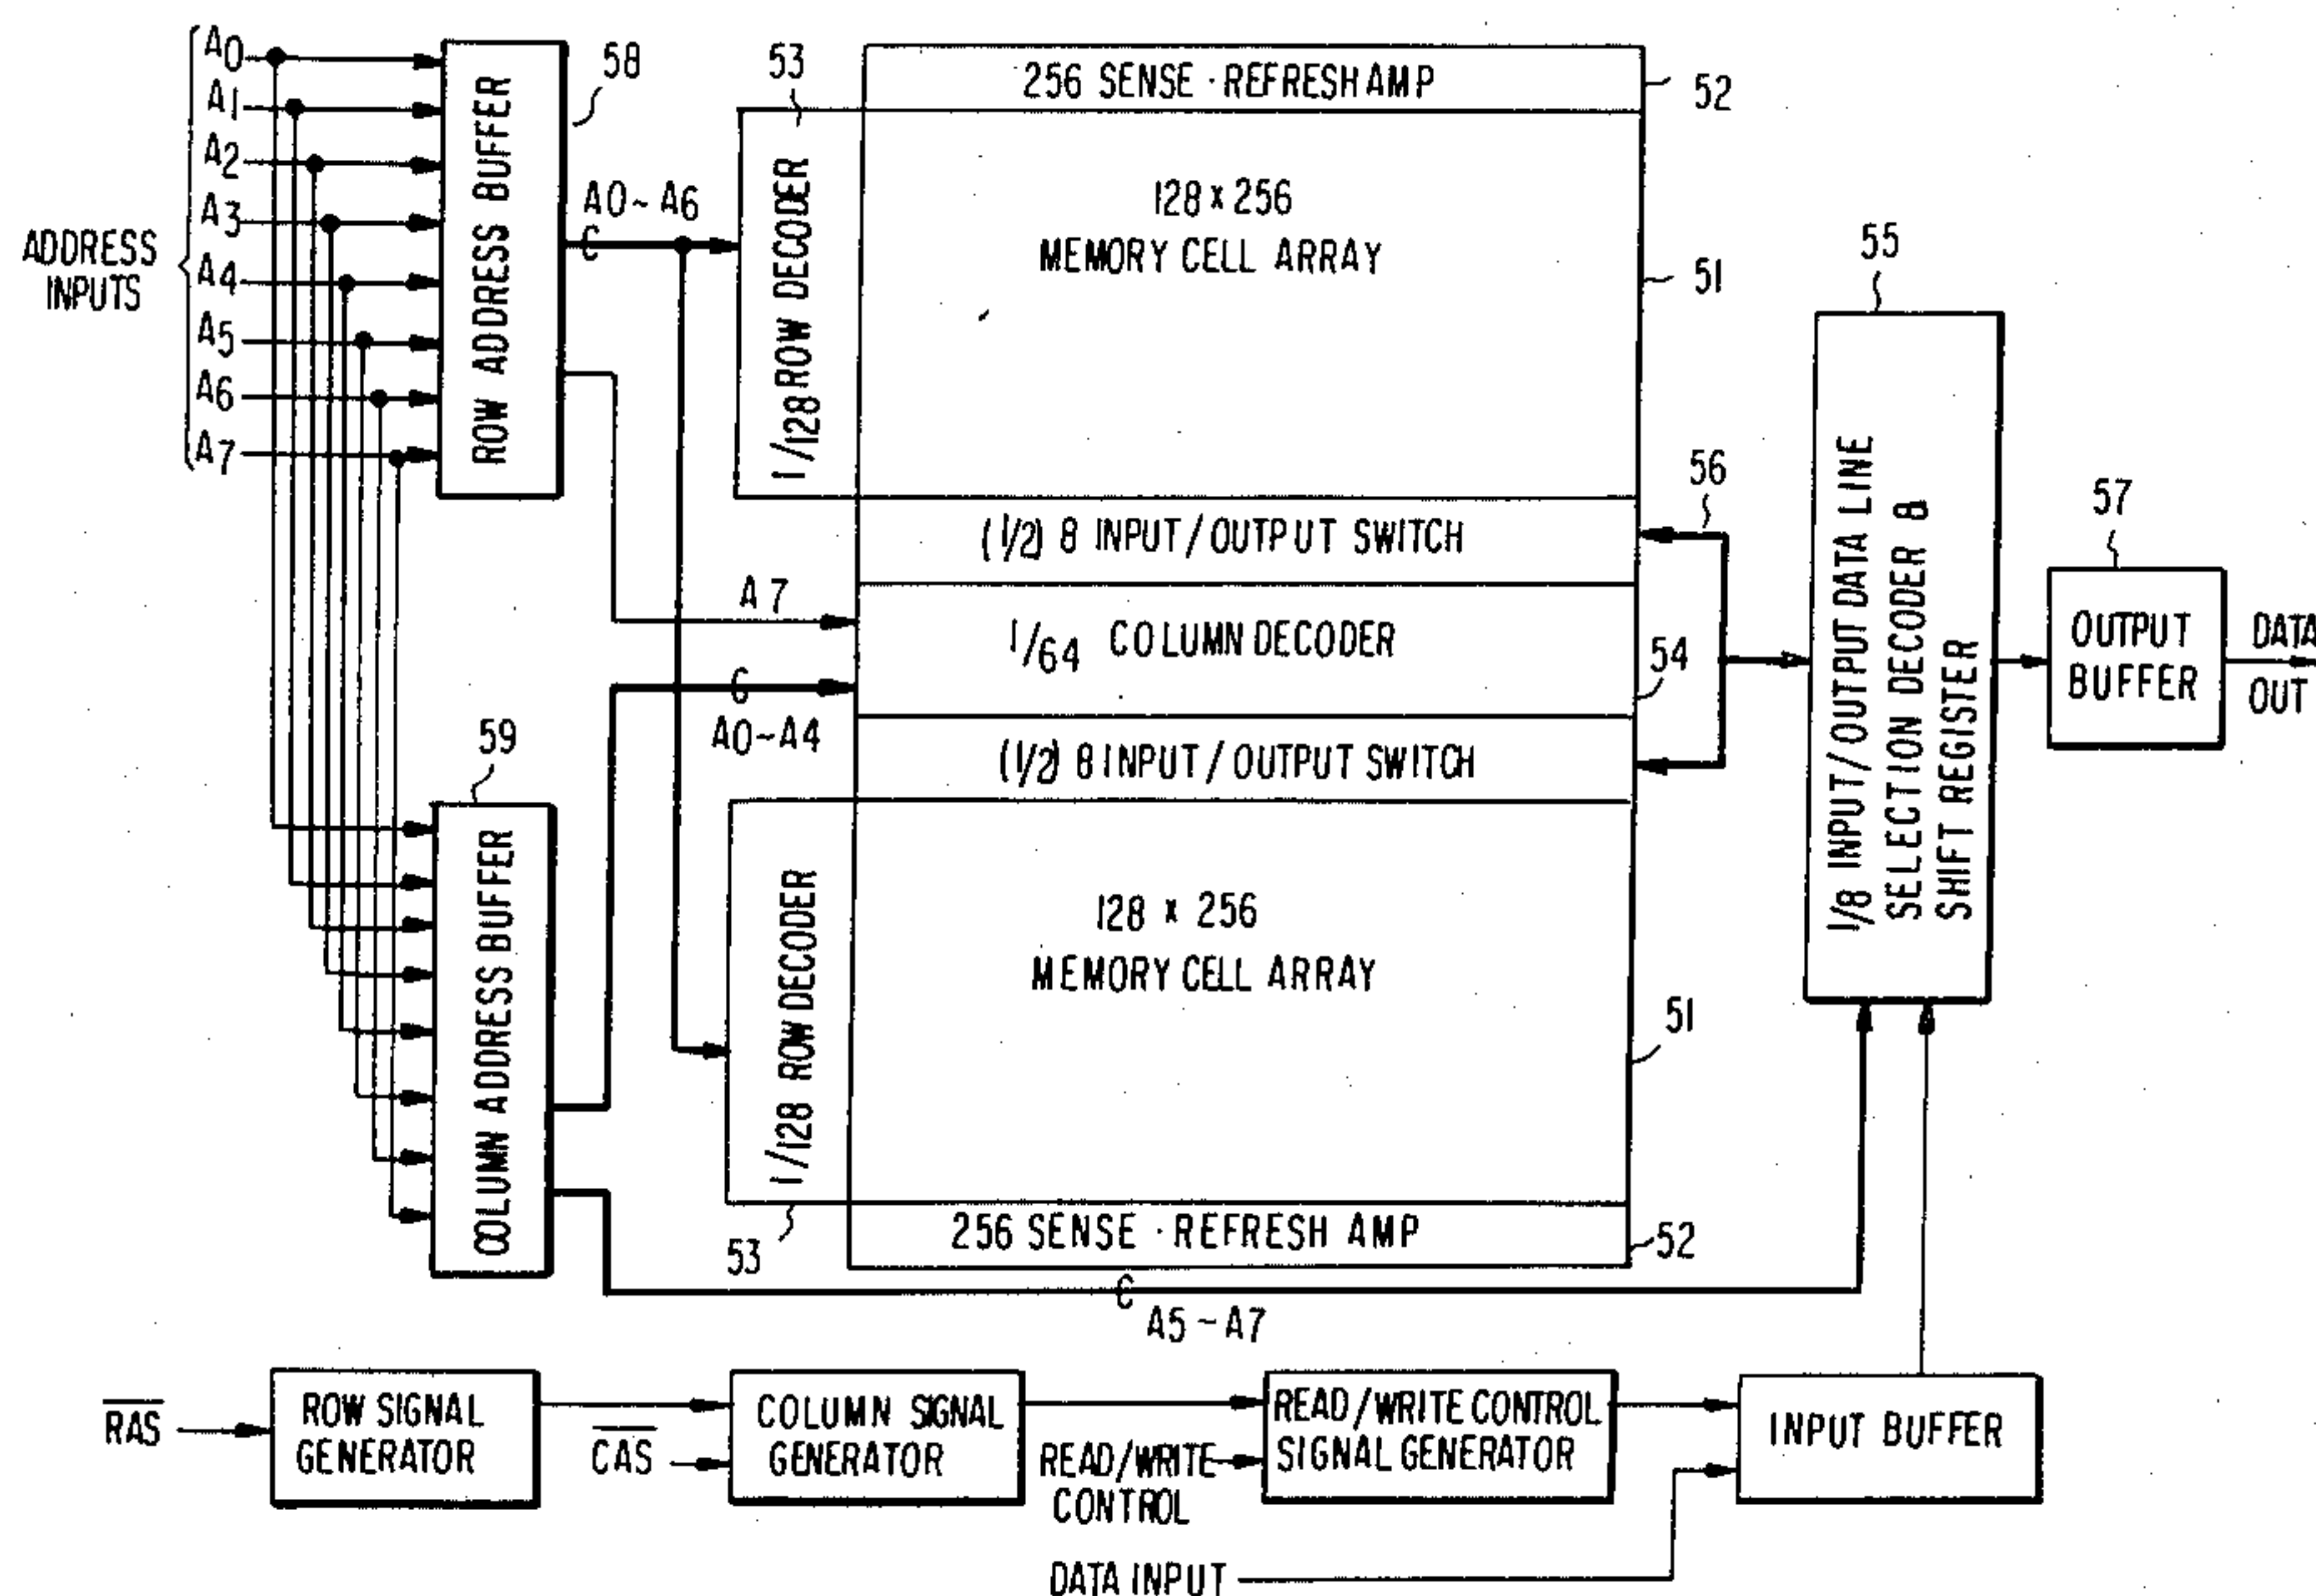 ADDRESS
INPUTS
A0
A1
A2
A3
A4
A5
A6
A7
ROW ADDRESS BUFFER
58
A0~A6
A7
A0~A4
59
COLUMN ADDRESS BUFFER
53
1/128 ROW DECODER
256 SENSE·REFRESH AMP
52
128 x 256
MEMORY CELL ARRAY
51
(1/2) 8 INPUT/OUTPUT SWITCH
1/64 COLUMN DECODER
54
(1/2) 8 INPUT/OUTPUT SWITCH
1/128 ROW DECODER
53
128 x 256
MEMORY CELL ARRAY
51
256 SENSE·REFRESH AMP
52
A5~A7
56
55
1/8 INPUT/OUTPUT DATA LINE
SELECTION DECODER &
SHIFT REGISTER
57
OUTPUT
BUFFER
DATA
OUT
RAS
ROW SIGNAL
GENERATOR
CAS
COLUMN SIGNAL
GENERATOR
READ/WRITE
CONTROL
READ/WRITE CONTROL
SIGNAL GENERATOR
INPUT BUFFER
DATA INPUT